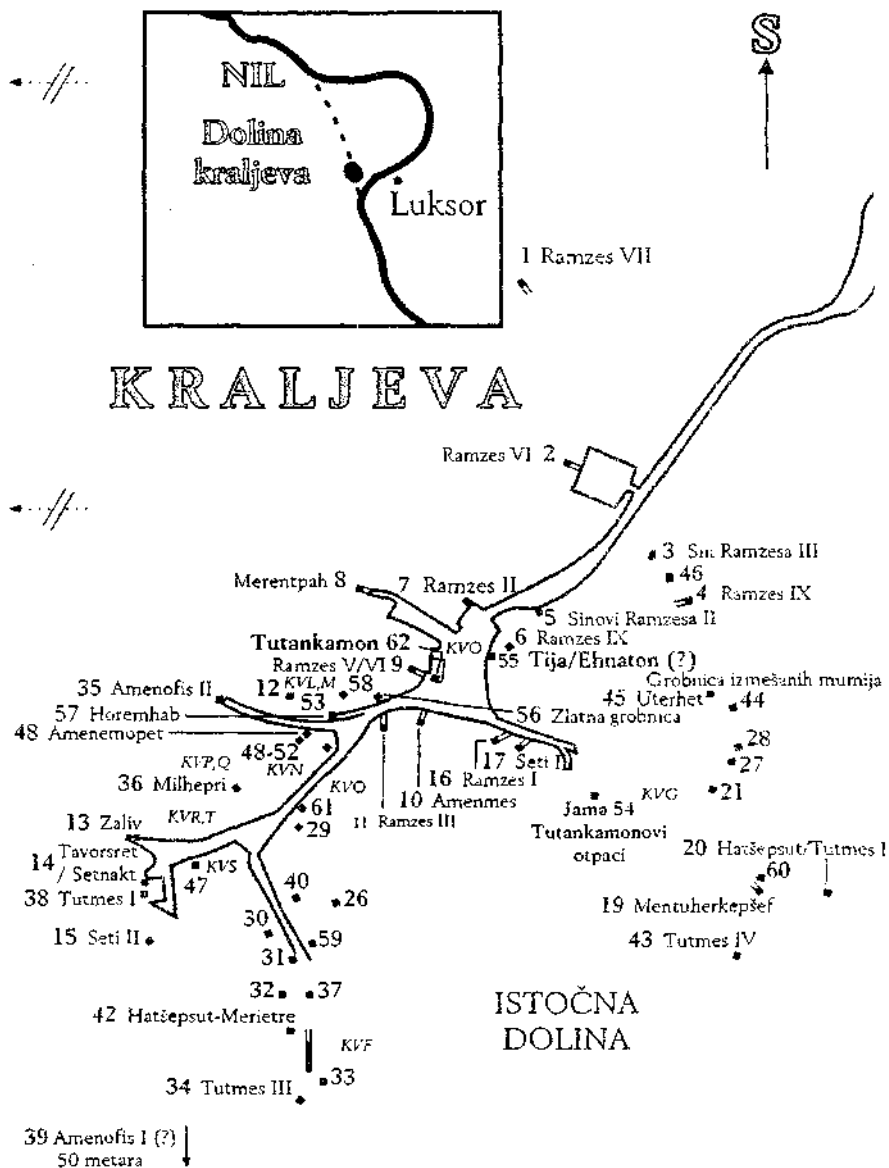 S
NIL
Dolina
kraljeva
Luksor
1 Ramzes VII
KRALJEVA
Ramzes VI 2
3 Sin Ramzesa III
46
4 Ramzes IX
Merentpah 8
7 Ramzes II
5 Sinovi Ramzesa II
6 Ramzes IX
KVO
Tutankamon 62
55 Tija/Ehnaton (?)
Ramzes V/VI 9
Grobnica izmešanih mumija
35 Amenofis II
12 KVL,M
53
58
45 Uterhet
44
57 Horemhab
56 Zlatna grobnica
48 Amenemopet
48-52
KVP,Q
KVN
28
27
17 Seti II
36 Milhepri
KVO
16 Ramzes I
10 Amenmes
11 Ramzes III
KVG
21
61
29
Jama 54
Tutankamonovi
otpaci
13 Zaliv
KVR,T
14 Tavorsret
/ Setnakt
47
KVS
20 Hatšepsut/Tutmes I
60
38 Tutmes I
40
26
19 Mentuherkepšef
30
59
43 Tutmes IV
15 Seti II
31
32
37
ISTOČNA
DOLINA
42 Hatšepsut-Merietre
KVF
33
34 Tutmes III
39 Amenofis I (?)
50 metara